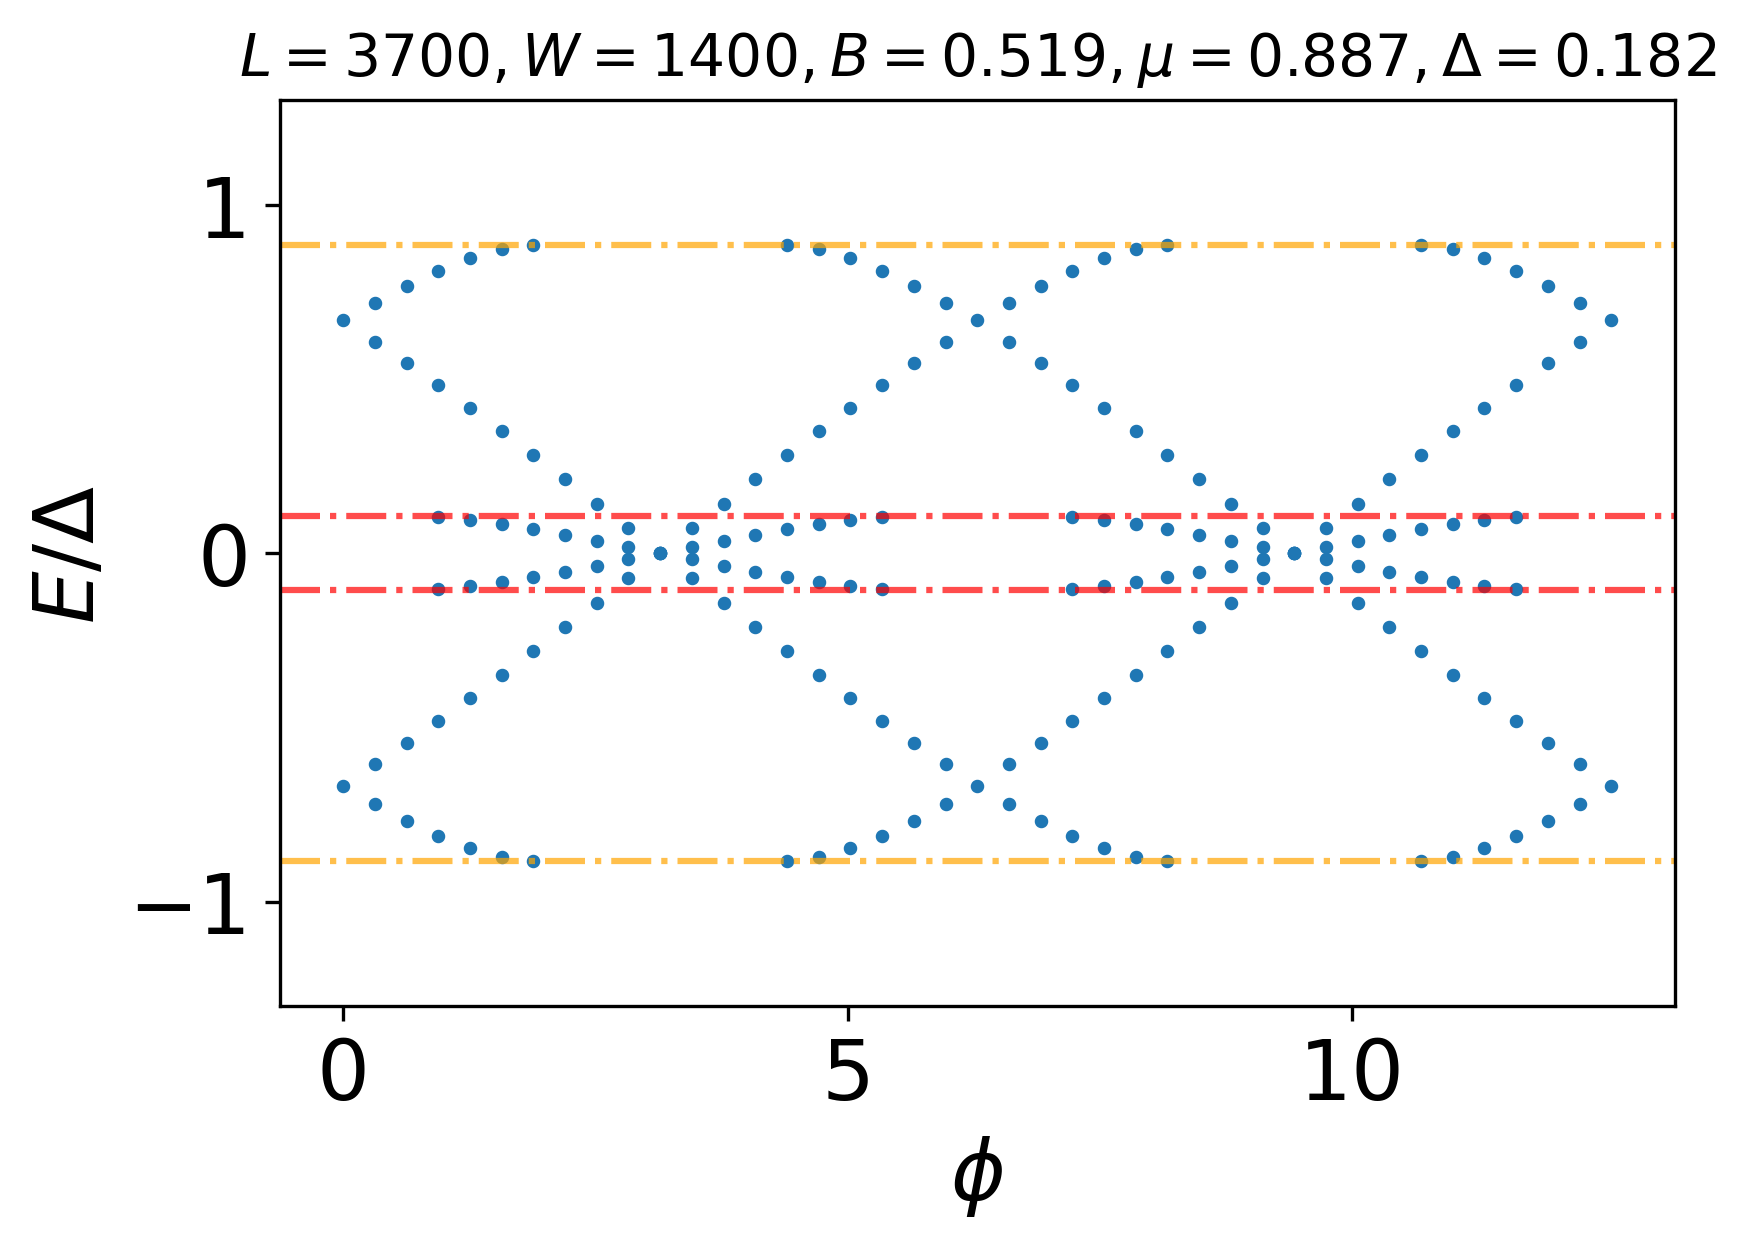 L = 3700, W = 1400, B = 0.519, μ = 0.887, Δ = 0.182
1
0
−1
E/Δ
0 5 10
ϕ